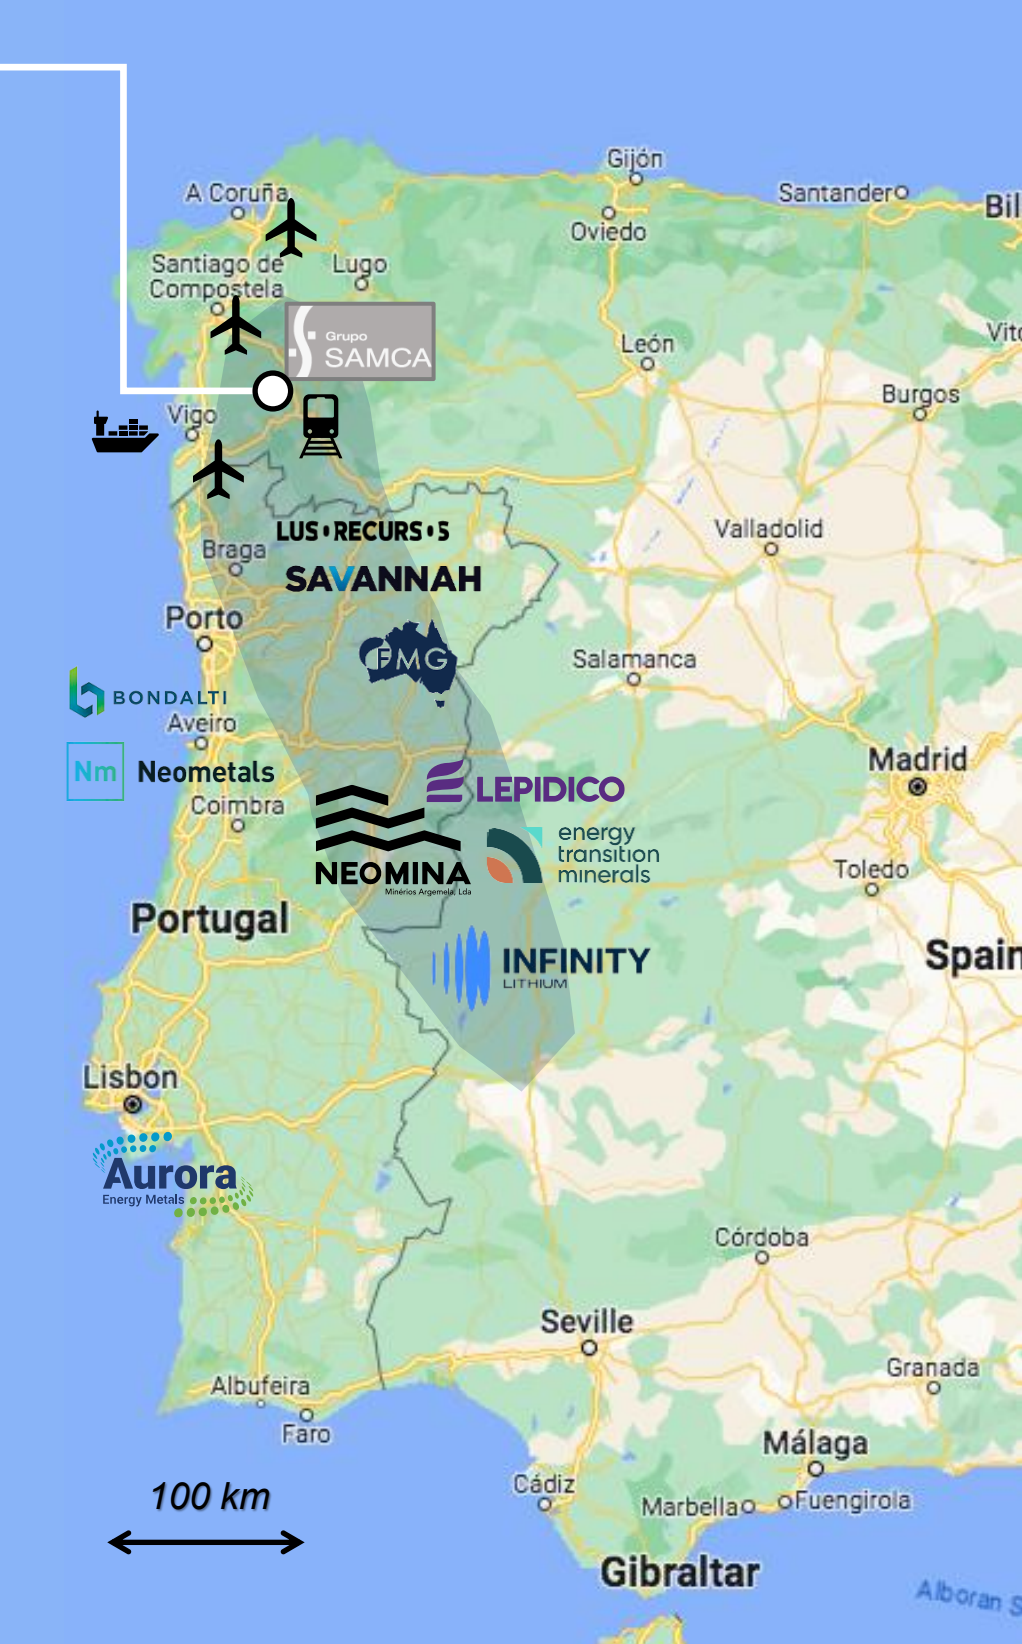 Gijón
A Coruña
Santander
Bil
Oviedo
Santiago de
Compostela
Lugo
Grupo
SAMCA
León
Vito
Burgos
Vigo
LUSORECURSOS
Valladolid
Braga
SAVANNAH
Porto
FMG
Salamanca
BONDALTI
Aveiro
Nm Neometals
Madrid
LEPIDICO
Coimbra
energy
transition
minerals
NEOMINA
Minérios Argemela, Lda
Toledo
Portugal
Spain
INFINITY
LITHIUM
Lisbon
Aurora
Energy Metals
Córdoba
Seville
Granada
Albufeira
Faro
Málaga
100 km
Cádiz
Marbella
Fuengirola
Gibraltar
Alboran S